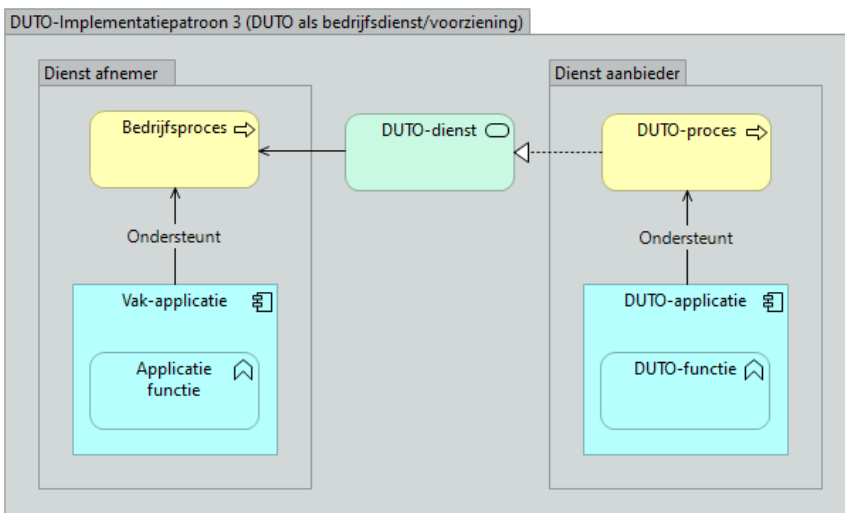 DUTO-Implementatiepatroon 3 (DUTO als bedrijfsdienst/voorziening)
Dienst afnemer
Dienst aanbieder
Bedrijfsproces
DUTO-dienst
DUTO-proces
Ondersteunt
Ondersteunt
Vak-applicatie
DUTO-applicatie
Applicatie
functie
DUTO-functie